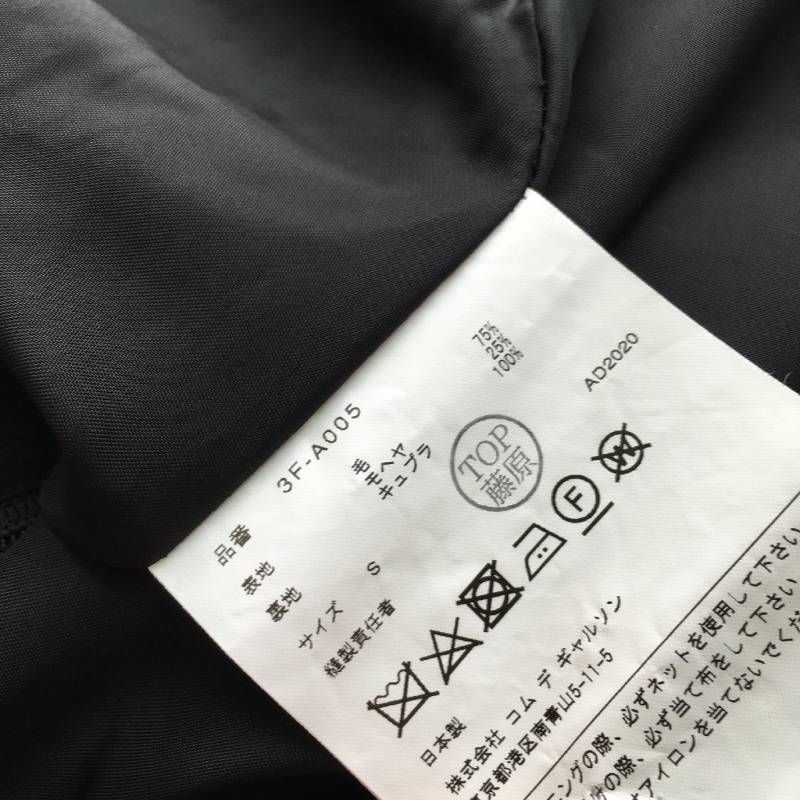 品番 3F-A005
表地 毛 75%
モヘヤ 25%
裏地 キュプラ 100%
サイズ S
AD2020
縫製責任者 TOP 藤原
F
W
日本製
株式会社 コム デ ギャルソン
東京都港区南青山5-11-5
ングの際、必ずネットを使用して下さい
の際、必ず当て布をして下さい
アイロンを当てないでくだ